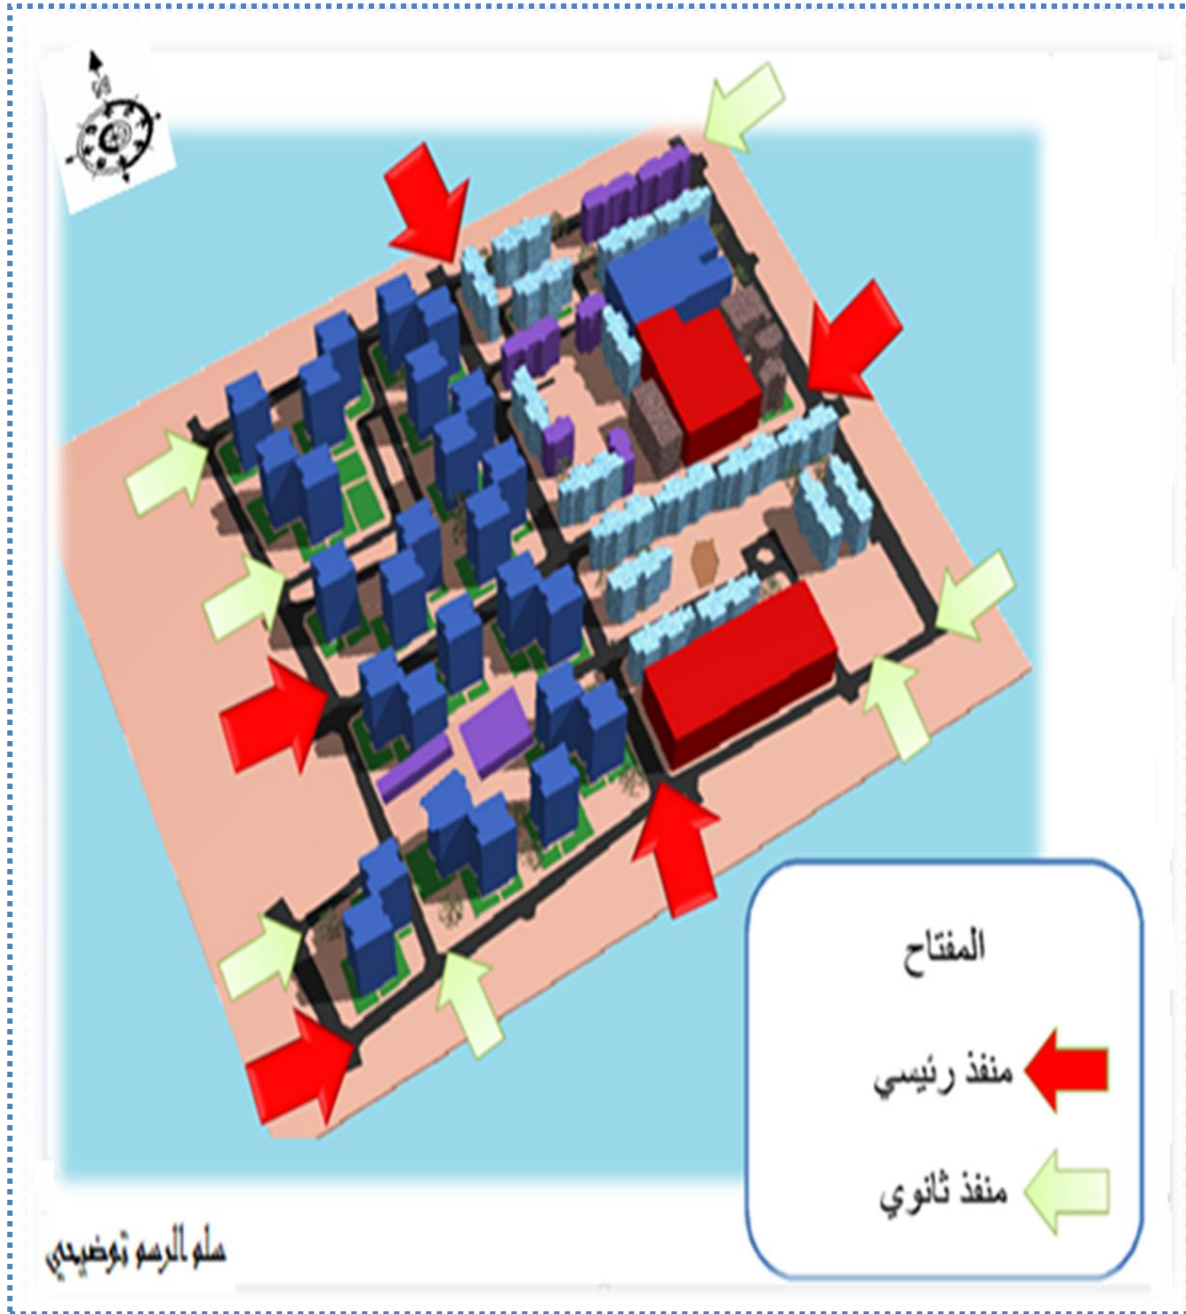 المفتاح
منفذ رئيسي
منفذ ثانوي
سلم الرسم توضيحي